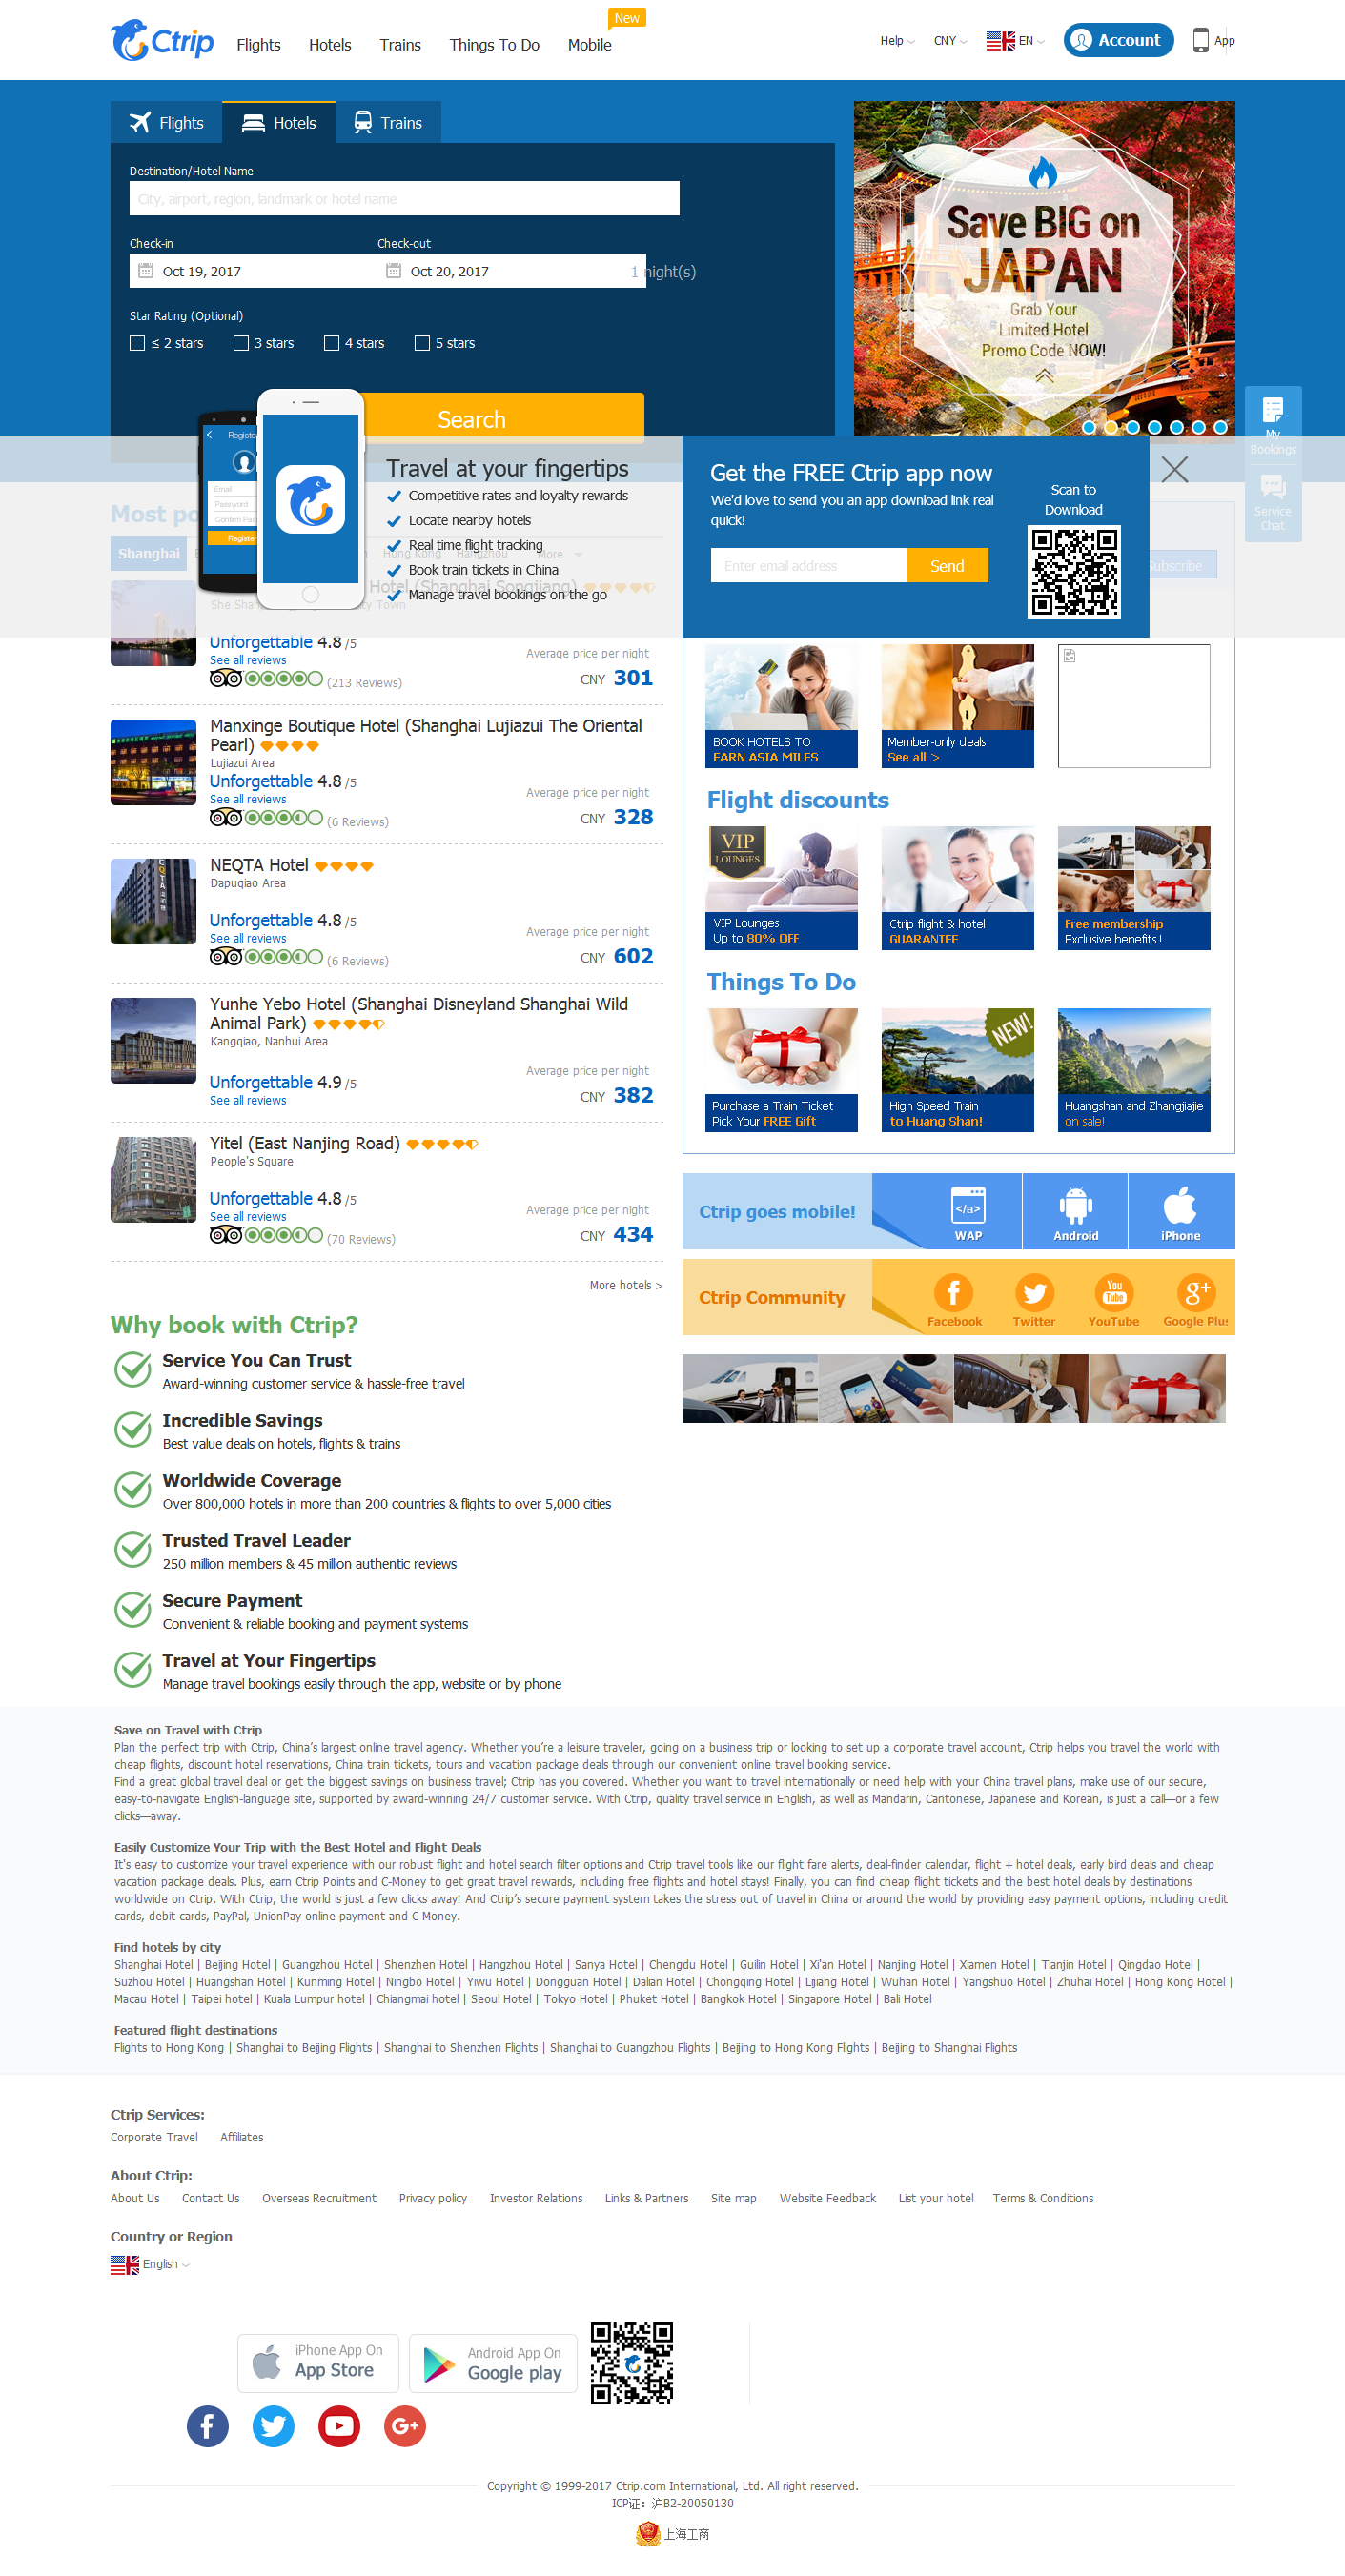 Ctrip
Flights
Hotels
Trains
Things To Do
Mobile
New
Help
CNY
EN
Account
App
Flights
Hotels
Trains
Destination/Hotel Name
City, airport, region, landmark or hotel name
Check-in
Check-out
Oct 19, 2017
Oct 20, 2017
1 night(s)
Star Rating (Optional)
≤ 2 stars
3 stars
4 stars
5 stars
Search
Save BIG on
JAPAN
Grab Your
Limited Hotel
Promo Code NOW!
My
Bookings
Service
Chat
Register
Email
Password
Register
Travel at your fingertips
Competitive rates and loyalty rewards
Locate nearby hotels
Real time flight tracking
Book train tickets in China
Manage travel bookings on the go
Get the FREE Ctrip app now
We'd love to send you an app download link real
quick!
Enter email address
Send
Scan to
Download
Most po
Shanghai
Hong Kong
Hangzhou
More
Subscribe
Hotel (Shanghai Songjiang)
Town
Unforgettable 4.8 /5
See all reviews
(213 Reviews)
Average price per night
CNY 301
Manxinge Boutique Hotel (Shanghai Lujiazui The Oriental
Pearl)
Lujiazui Area
Unforgettable 4.8 /5
See all reviews
(6 Reviews)
Average price per night
CNY 328
NEQTA Hotel
Dapuqiao Area
Unforgettable 4.8 /5
See all reviews
(6 Reviews)
Average price per night
CNY 602
Yunhe Yebo Hotel (Shanghai Disneyland Shanghai Wild
Animal Park)
Kangqiao, Nanhui Area
Unforgettable 4.9 /5
See all reviews
Average price per night
CNY 382
Yitel (East Nanjing Road)
People's Square
Unforgettable 4.8 /5
See all reviews
(70 Reviews)
Average price per night
CNY 434
More hotels >
BOOK HOTELS TO
EARN ASIA MILES
Member-only deals
See all >
Flight discounts
VIP
LOUNGES
VIP Lounges
Up to 80% OFF
Ctrip flight & hotel
GUARANTEE
Free membership
Exclusive benefits !
Things To Do
Purchase a Train Ticket
Pick Your FREE Gift
NEW!
High Speed Train
to Huang Shan!
Huangshan and Zhangjiajie
on sale!
Ctrip goes mobile!
</a>
WAP
Android
iPhone
Ctrip Community
Facebook
Twitter
You
Tube
YouTube
Google Plus
Why book with Ctrip?
Service You Can Trust
Award-winning customer service & hassle-free travel
Incredible Savings
Best value deals on hotels, flights & trains
Worldwide Coverage
Over 800,000 hotels in more than 200 countries & flights to over 5,000 cities
Trusted Travel Leader
250 million members & 45 million authentic reviews
Secure Payment
Convenient & reliable booking and payment systems
Travel at Your Fingertips
Manage travel bookings easily through the app, website or by phone
Save on Travel with Ctrip
Plan the perfect trip with Ctrip, China’s largest online travel agency. Whether you’re a leisure traveler, going on a business trip or looking to set up a corporate travel account, Ctrip helps you travel the world with
cheap flights, discount hotel reservations, China train tickets, tours and vacation package deals through our convenient online travel booking service.
Find a great global travel deal or get the biggest savings on business travel; Ctrip has you covered. Whether you want to travel internationally or need help with your China travel plans, make use of our secure,
easy-to-navigate English-language site, supported by award-winning 24/7 customer service. With Ctrip, quality travel service in English, as well as Mandarin, Cantonese, Japanese and Korean, is just a call—or a few
clicks—away.
Easily Customize Your Trip with the Best Hotel and Flight Deals
It's easy to customize your travel experience with our robust flight and hotel search filter options and Ctrip travel tools like our flight fare alerts, deal-finder calendar, flight + hotel deals, early bird deals and cheap
vacation package deals. Plus, earn Ctrip Points and C-Money to get great travel rewards, including free flights and hotel stays! Finally, you can find cheap flight tickets and the best hotel deals by destinations
worldwide on Ctrip. With Ctrip, the world is just a few clicks away! And Ctrip’s secure payment system takes the stress out of travel in China or around the world by providing easy payment options, including credit
cards, debit cards, PayPal, UnionPay online payment and C-Money.
Find hotels by city
Shanghai Hotel | Beijing Hotel | Guangzhou Hotel | Shenzhen Hotel | Hangzhou Hotel | Sanya Hotel | Chengdu Hotel | Guilin Hotel | Xi'an Hotel | Nanjing Hotel | Xiamen Hotel | Tianjin Hotel | Qingdao Hotel |
Suzhou Hotel | Huangshan Hotel | Kunming Hotel | Ningbo Hotel | Yiwu Hotel | Dongguan Hotel | Dalian Hotel | Chongqing Hotel | Lijiang Hotel | Wuhan Hotel | Yangshuo Hotel | Zhuhai Hotel | Hong Kong Hotel |
Macau Hotel | Taipei hotel | Kuala Lumpur hotel | Chiangmai hotel | Seoul Hotel | Tokyo Hotel | Phuket Hotel | Bangkok Hotel | Singapore Hotel | Bali Hotel
Featured flight destinations
Flights to Hong Kong | Shanghai to Beijing Flights | Shanghai to Shenzhen Flights | Shanghai to Guangzhou Flights | Beijing to Hong Kong Flights | Beijing to Shanghai Flights
Ctrip Services:
Corporate Travel
Affiliates
About Ctrip:
About Us
Contact Us
Overseas Recruitment
Privacy policy
Investor Relations
Links & Partners
Site map
Website Feedback
List your hotel
Terms & Conditions
Country or Region
English
iPhone App On
App Store
Android App On
Google play
Copyright © 1999-2017 Ctrip.com International, Ltd. All right reserved.
ICP证：沪B2-20050130
上海工商